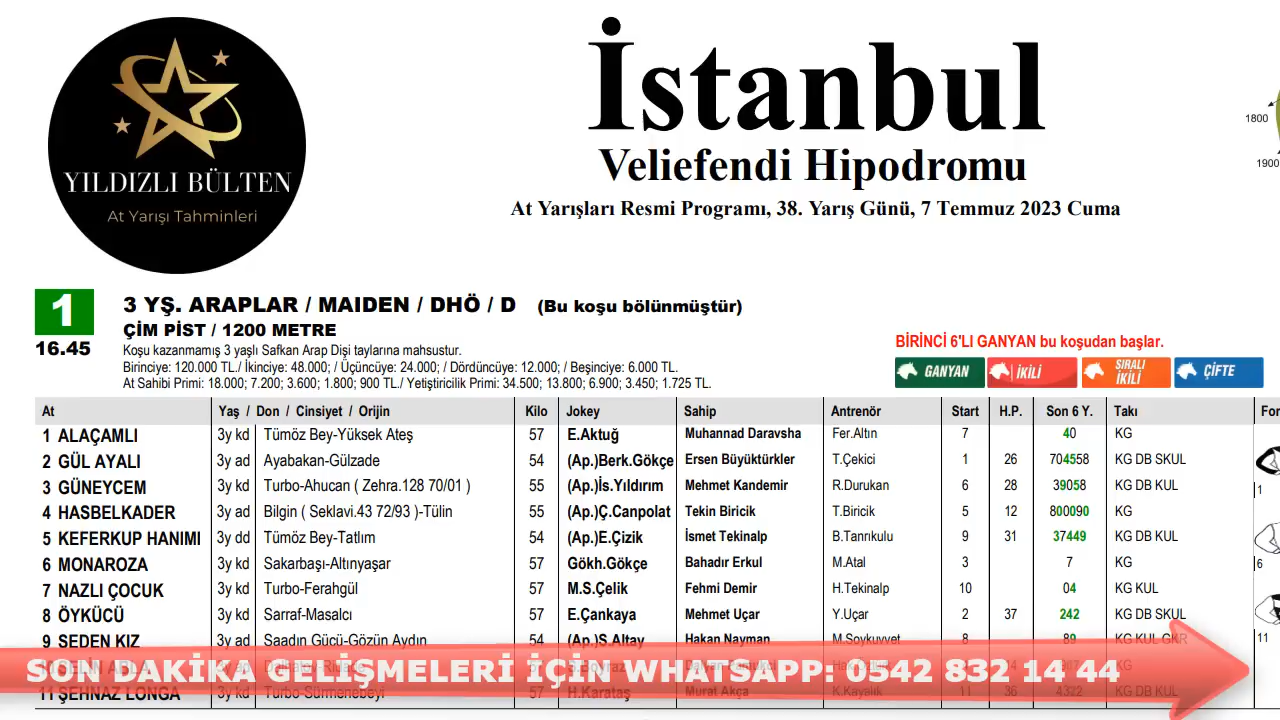 YILDIZLI BÜLTEN
At Yarışı Tahminleri
İstanbul
Veliefendi Hipodromu
At Yarışları Resmi Programı, 38. Yarış Günü, 7 Temmuz 2023 Cuma
1800
1900
1
16.45
3 YŞ. ARAPLAR / MAIDEN / DHÖ / D (Bu koşu bölünmüştür)
ÇİM PİST / 1200 METRE
Koşu kazanmamış 3 yaşlı Safkan Arap Dişi taylarına mahsustur.
Birinciye: 120.000 TL./ İkinciye: 48.000; / Üçüncüye: 24.000; / Dördüncüye: 12.000; / Beşinciye: 6.000 TL.
At Sahibi Primi: 18.000; 7.200; 3.600; 1.800; 900 TL./ Yetiştiricilik Primi: 34.500; 13.800; 6.900; 3.450; 1.725 TL.
BİRİNCİ 6'LI GANYAN bu koşudan başlar.
GANYAN İKİLİ SIRALI İKİLİ ÇİFTE
At Yaş / Don / Cinsiyet / Orijin Kilo Jokey Sahip Antrenör Start H.P. Son 6 Y. Takı For
1 ALAÇAMLI 3y kd Tümöz Bey-Yüksek Ateş 57 E.Aktuğ Muhannad Daravsha Fer.Altın 7 40 KG
2 GÜL AYALI 3y ad Ayabakan-Gülzade 54 (Ap.)Berk.Gökçe Ersen Büyüktürkler T.Çekici 1 26 704558 KG DB SKUL
3 GÜNEYCEM 3y kd Turbo-Ahucan ( Zehra.128 70/01 ) 55 (Ap.)İs.Yıldırım Mehmet Kandemir R.Durukan 6 28 39058 KG DB KUL
1
4 HASBELKADER 3y ad Bilgin ( Seklavi.43 72/93 )-Tülin 55 (Ap.)Ç.Canpolat Tekin Biricik T.Biricik 5 12 800090 KG
5 KEFERKUP HANIMI 3y dd Tümöz Bey-Tatlım 54 (Ap.)E.Çizik İsmet Tekinalp B.Tanrıkulu 9 31 37449 KG DB KUL
6 MONAROZA 3y kd Sakarbaşı-Altınyaşar 57 Gökh.Gökçe Bahadır Erkul M.Atal 3 7 KG
6
7 NAZLI ÇOCUK 3y kd Turbo-Ferahgül 57 M.S.Çelik Fehmi Demir H.Tekinalp 10 04 KG KUL
8 ÖYKÜCÜ 3y kd Sarraf-Masalcı 57 E.Çankaya Mehmet Uçar Y.Uçar 2 37 242 KG DB SKUL
9 SEDEN KIZ 3y ad Saadın Gücü-Gözün Aydın 54 (Ap.)S.Altay Hakan Nayman M.Soykuvvet 8 89 KG KUL GKR
11
SON DAKİKA GELİŞMELERİ İÇİN WHATSAPP: 0542 832 14 44
11 ŞEHNAZ LONGA 3y kd Turbo-Sürmenebeyi 57 H.Karataş Murat Akça K.Kayalık 11 36 4322 KG DB KUL